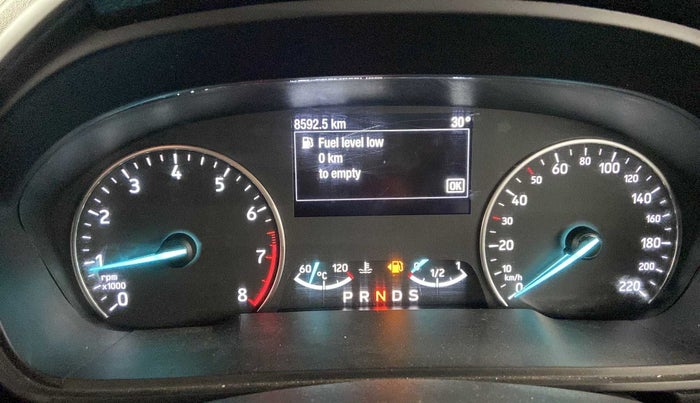 8592.5 km 30°
Fuel level low
0 km
to empty
OK
0 1 2 3 4 5 6 7 8
rpm
x1000
60 °C 120
0 1/2 1
P R N D S
0 10 20 30 40 50 60 80 100 120 140 160 180 200 220
km/h